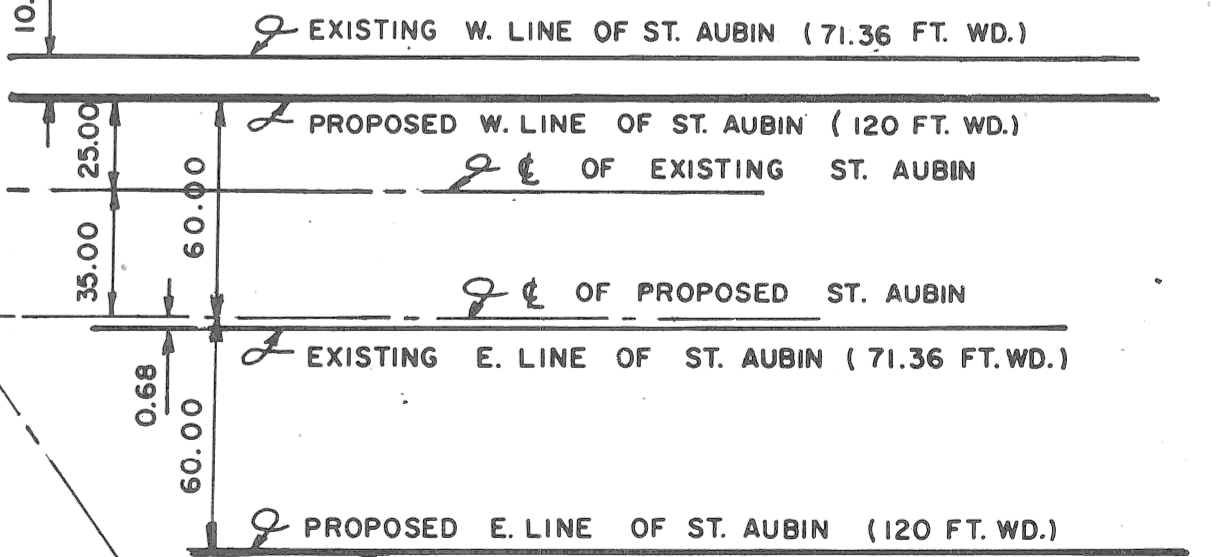 10.
EXISTING W. LINE OF ST. AUBIN (71.36 FT. WD.)
25.00
PROPOSED W. LINE OF ST. AUBIN (120 FT. WD.)
60.00
℄ OF EXISTING ST. AUBIN
35.00
℄ OF PROPOSED ST. AUBIN
0.68
EXISTING E. LINE OF ST. AUBIN (71.36 FT. WD.)
60.00
PROPOSED E. LINE OF ST. AUBIN (120 FT. WD.)